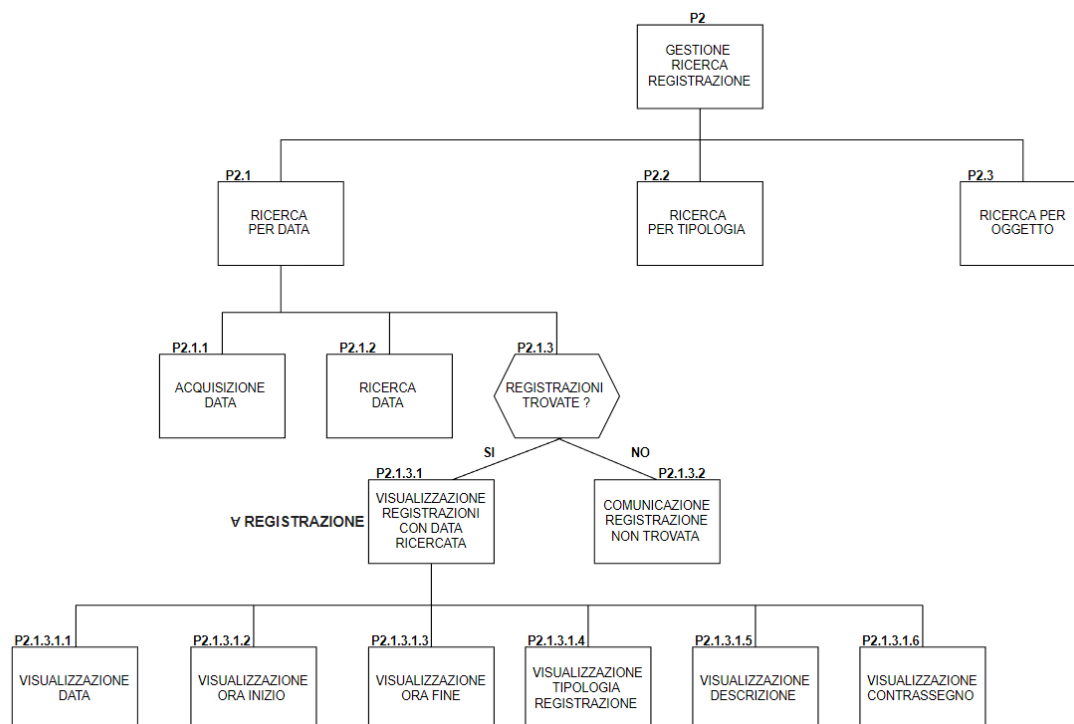 P2
GESTIONE
RICERCA
REGISTRAZIONE
P2.1
RICERCA
PER DATA
P2.2
RICERCA
PER TIPOLOGIA
P2.3
RICERCA PER
OGGETTO
P2.1.1
ACQUISIZIONE
DATA
P2.1.2
RICERCA
DATA
P2.1.3
REGISTRAZIONI
TROVATE ?
SI
NO
P2.1.3.1
∀ REGISTRAZIONE
VISUALIZZAZIONE
REGISTRAZIONI
CON DATA
RICERCATA
P2.1.3.2
COMUNICAZIONE
REGISTRAZIONE
NON TROVATA
P2.1.3.1.1
VISUALIZZAZIONE
DATA
P2.1.3.1.2
VISUALIZZAZIONE
ORA INIZIO
P2.1.3.1.3
VISUALIZZAZIONE
ORA FINE
P2.1.3.1.4
VISUALIZZAZIONE
TIPOLOGIA
REGISTRAZIONE
P2.1.3.1.5
VISUALIZZAZIONE
DESCRIZIONE
P2.1.3.1.6
VISUALIZZAZIONE
CONTRASSEGNO